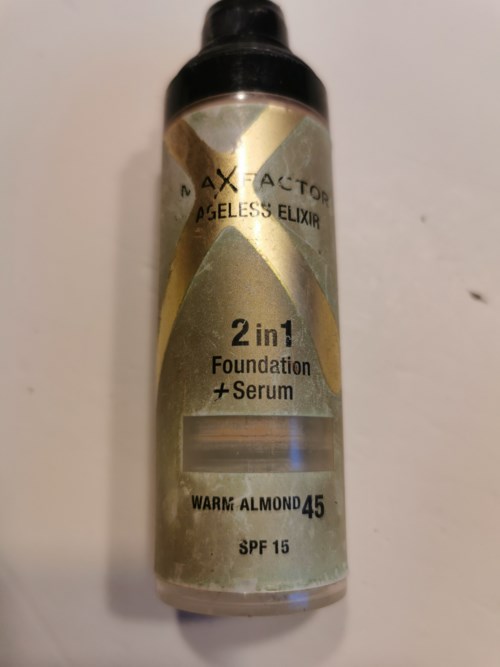 MAXFACTOR
AGELESS ELIXIR
2 in 1
Foundation
+ Serum
WARM ALMOND 45
SPF 15